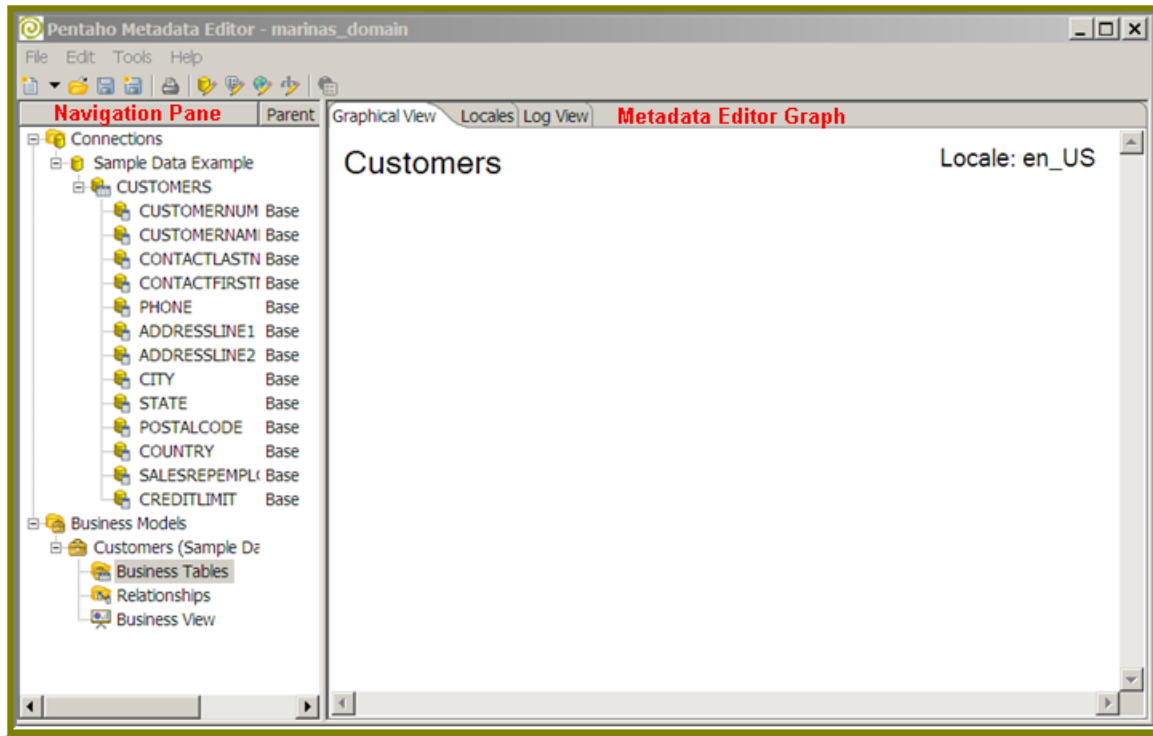 Pentaho Metadata Editor - marinas_domain
File Edit Tools Help
Navigation Pane Parent
Graphical View Locales Log View Metadata Editor Graph
Connections
Sample Data Example
CUSTOMERS
CUSTOMERNUM Base
CUSTOMERNAM Base
CONTACTLASTN Base
CONTACTFIRST Base
PHONE Base
ADDRESSLINE1 Base
ADDRESSLINE2 Base
CITY Base
STATE Base
POSTALCODE Base
COUNTRY Base
SALESREPEMPL Base
CREDITLIMIT Base
Business Models
Customers (Sample Da
Business Tables
Relationships
Business View
Customers
Locale: en_US